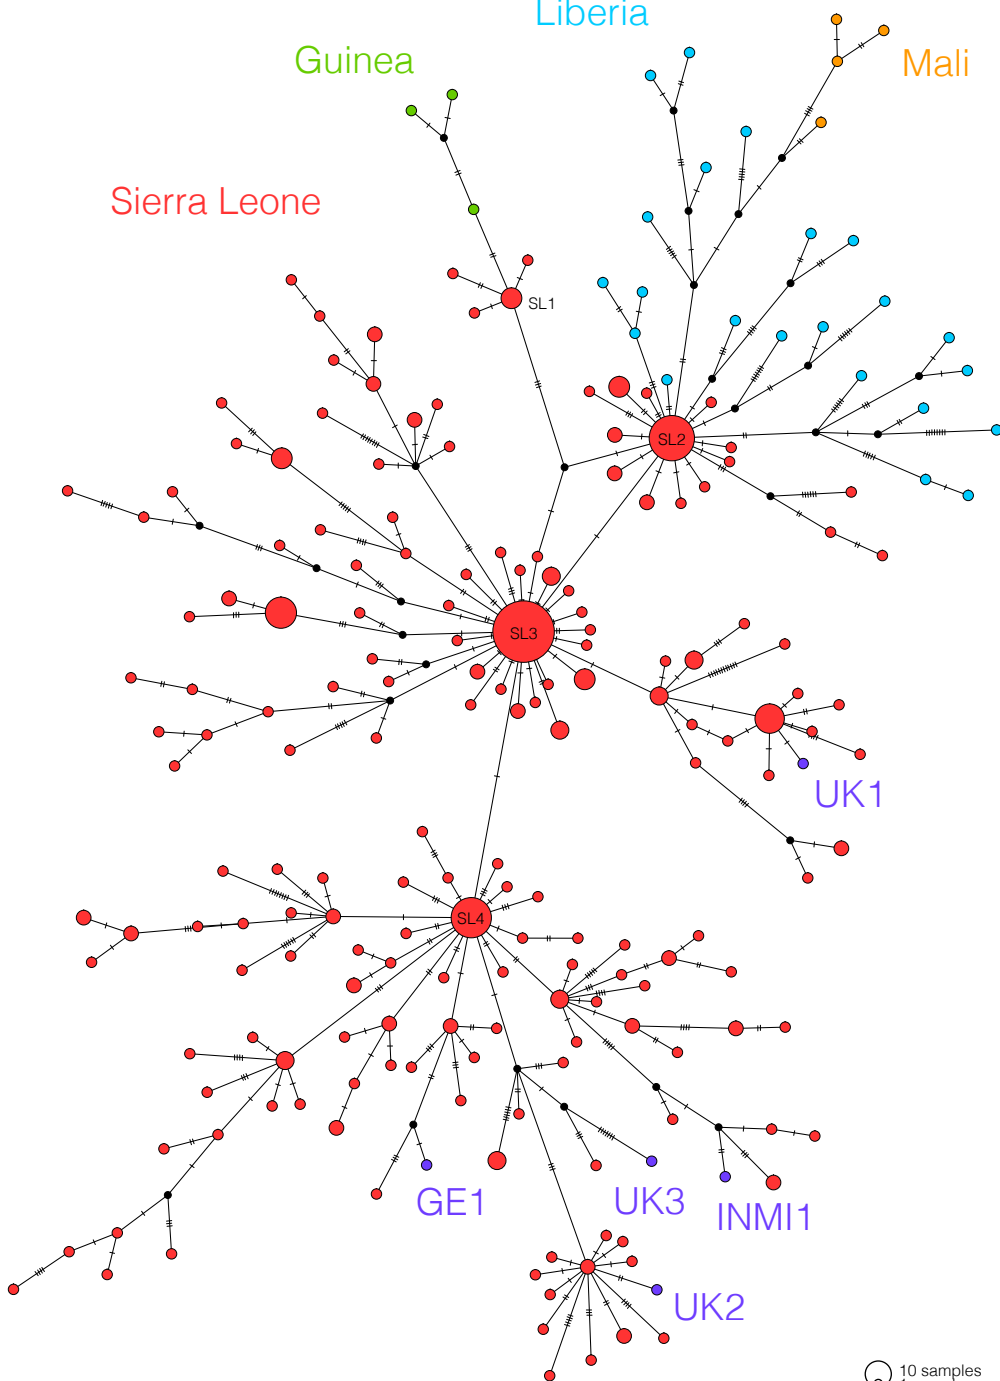 Liberia
Guinea
Mali
Sierra Leone
SL1
SL2
SL3
UK1
SL4
GE1
UK3
INMI1
UK2
10 samples